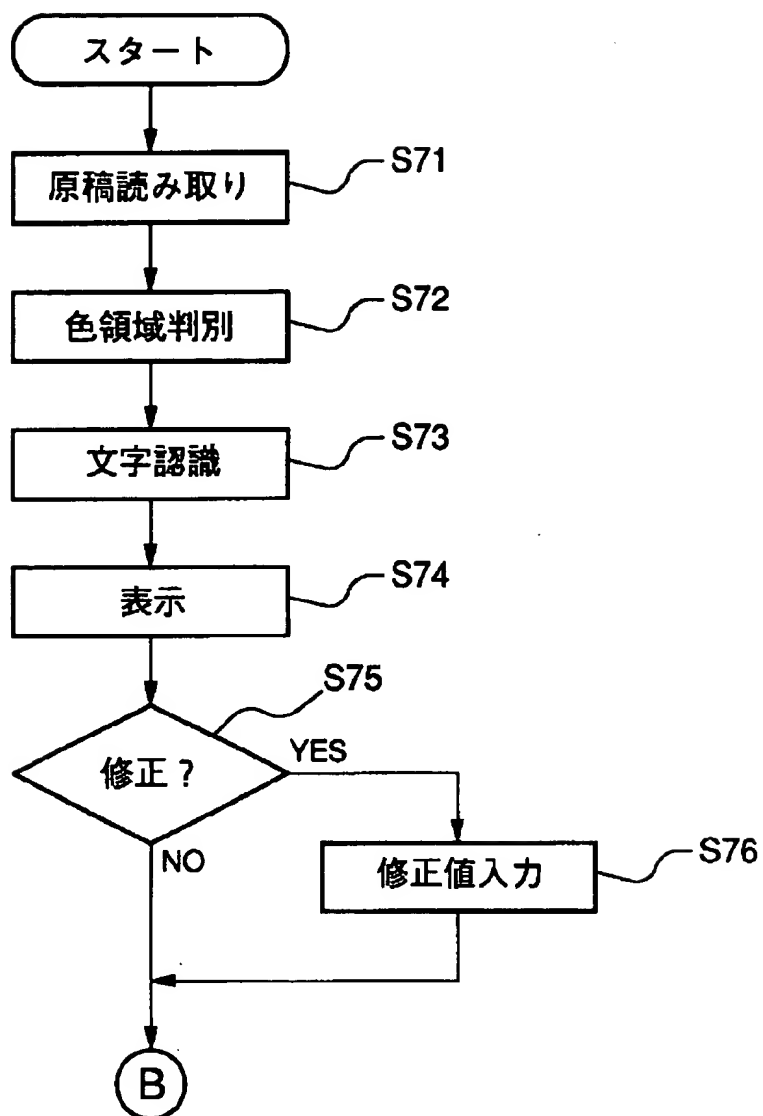 スタート
原稿読み取り
S71
色領域判別
S72
文字認識
S73
表示
S74
S75
修正？
YES
NO
修正値入力
S76
B